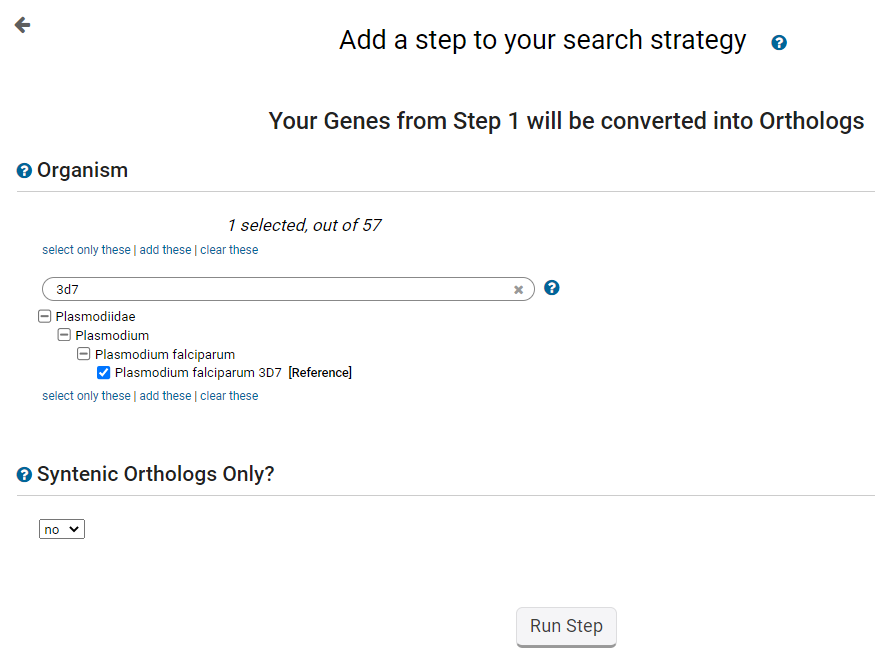 Add a step to your search strategy ?
Your Genes from Step 1 will be converted into Orthologs
? Organism
1 selected, out of 57
select only these | add these | clear these
3d7 ?
Plasmodiidae
Plasmodium
Plasmodium falciparum
Plasmodium falciparum 3D7 [Reference]
select only these | add these | clear these
? Syntenic Orthologs Only?
no
Run Step